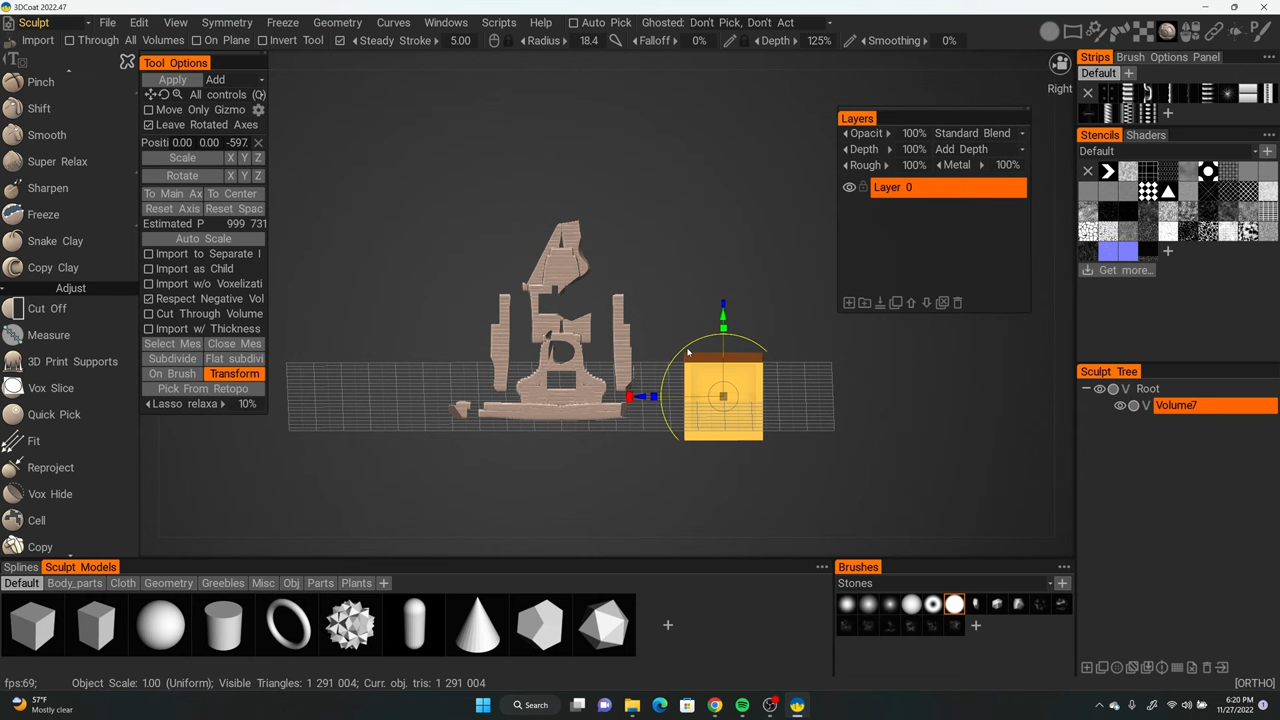 3DCoat 2022.47
Sculpt File Edit View Symmetry Freeze Geometry Curves Windows Scripts Help Auto Pick Ghosted: Don't Pick, Don't Act
Import Through All Volumes On Plane Invert Tool Steady Stroke 5.00 Radius 18.4 Falloff 0% Depth 125% Smoothing 0%
Pinch
Shift
Smooth
Super Relax
Sharpen
Freeze
Snake Clay
Copy Clay
Adjust
Cut Off
Measure
3D Print Supports
Vox Slice
Quick Pick
Fit
Reproject
Vox Hide
Cell
Copy
Tool Options
Apply Add
All controls (Q)
Move Only Gizmo
Leave Rotated Axes
Positi 0.00 0.00 -597.
Scale X Y Z
Rotate X Y Z
To Main Ax To Center
Reset Axis Reset Spac
Estimated P 999 731
Auto Scale
Import to Separate I
Import as Child
Import w/o Voxelizati
Respect Negative Vol
Cut Through Volume
Import w/ Thickness
Select Mes Close Mes
Subdivide Flat subdivi
On Brush Transform
Pick From Retopo
Lasso relaxa 10%
Right
Layers
Opacit 100% Standard Blend
Depth 100% Add Depth
Rough 100% Metal 100%
Layer 0
Strips Brush Options Panel
Default
Stencils Shaders
Default
Get more...
Sculpt Tree
V Root
V Volume7
Splines Sculpt Models
Default Body_parts Cloth Geometry Greebles Misc Obj Parts Plants
Brushes
Stones
fps:69; Object Scale: 1.00 (Uniform); Visible Triangles: 1 291 004; Curr. obj. tris: 1 291 004
[ORTHO]
57°F
Mostly clear
Search
6:20 PM
11/27/2022